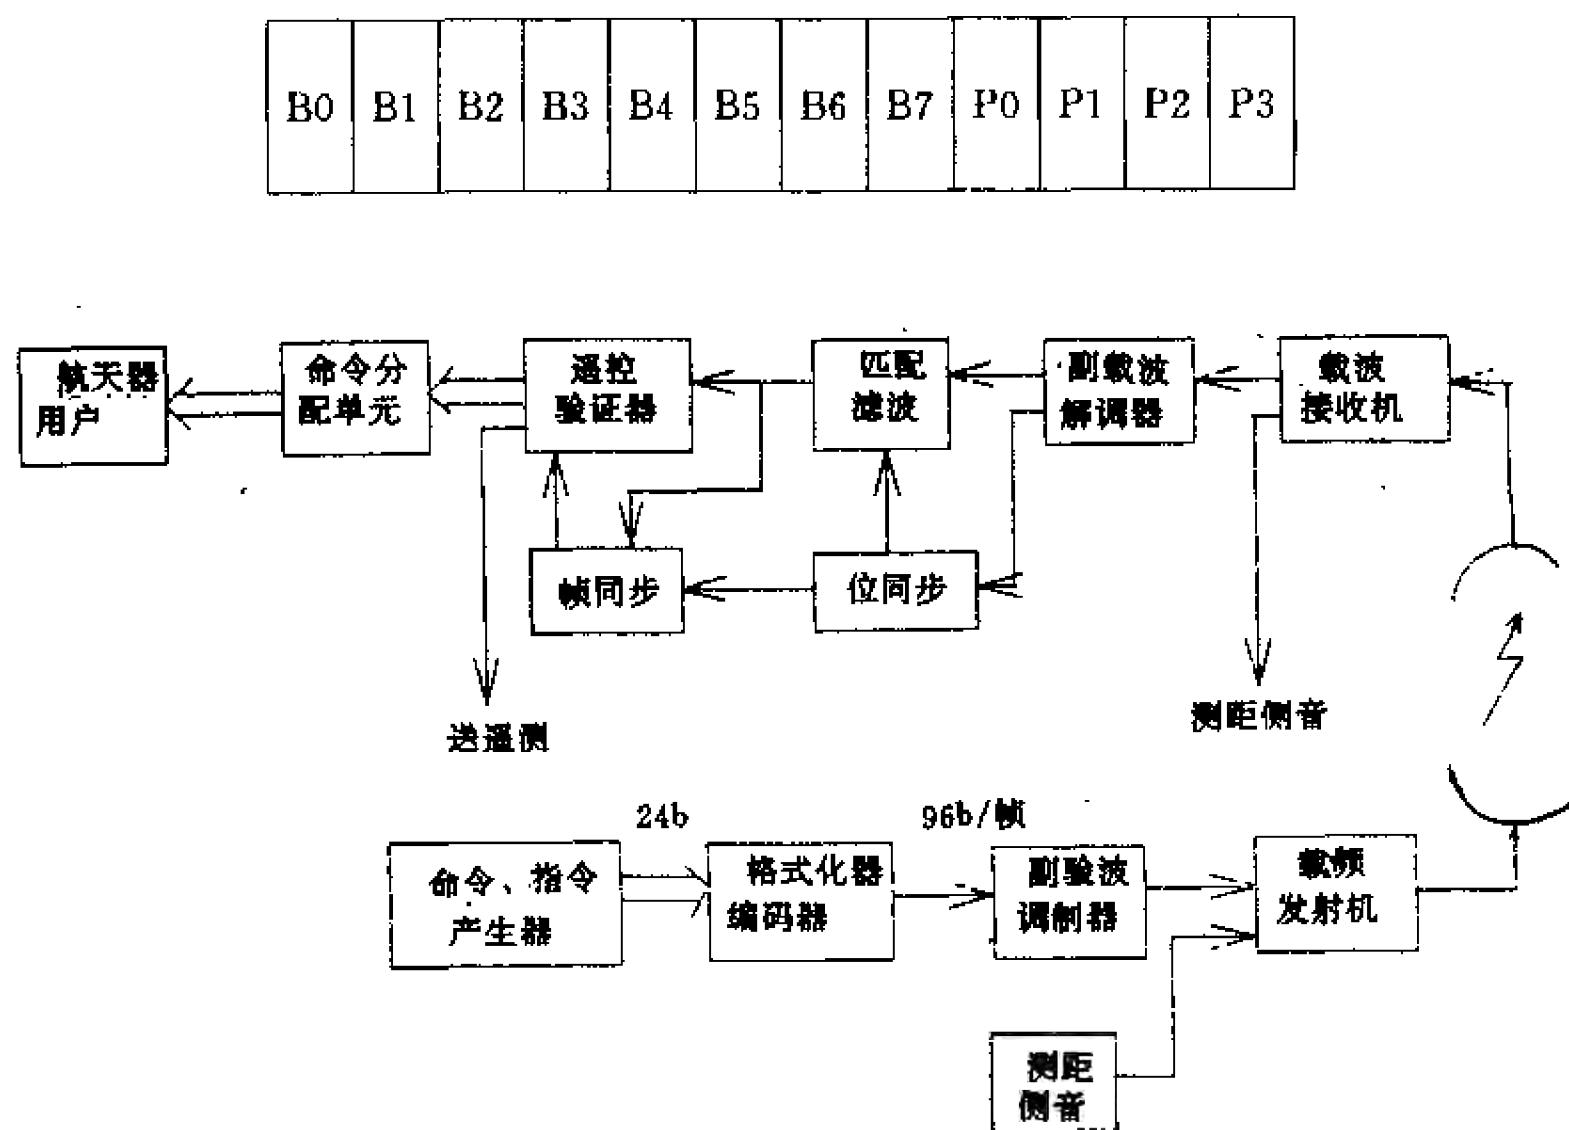 B0 B1 B2 B3 B4 B5 B6 B7 P0 P1 P2 P3
航天器
用户
命令分
配单元
遥控
验证器
匹配
滤波
副载波
解调器
载波
接收机
帧同步
位同步
送遥测
测距侧音
24b
96b/帧
命令、指令
产生器
格式化器
编码器
副验波
调制器
载频
发射机
测距
侧音